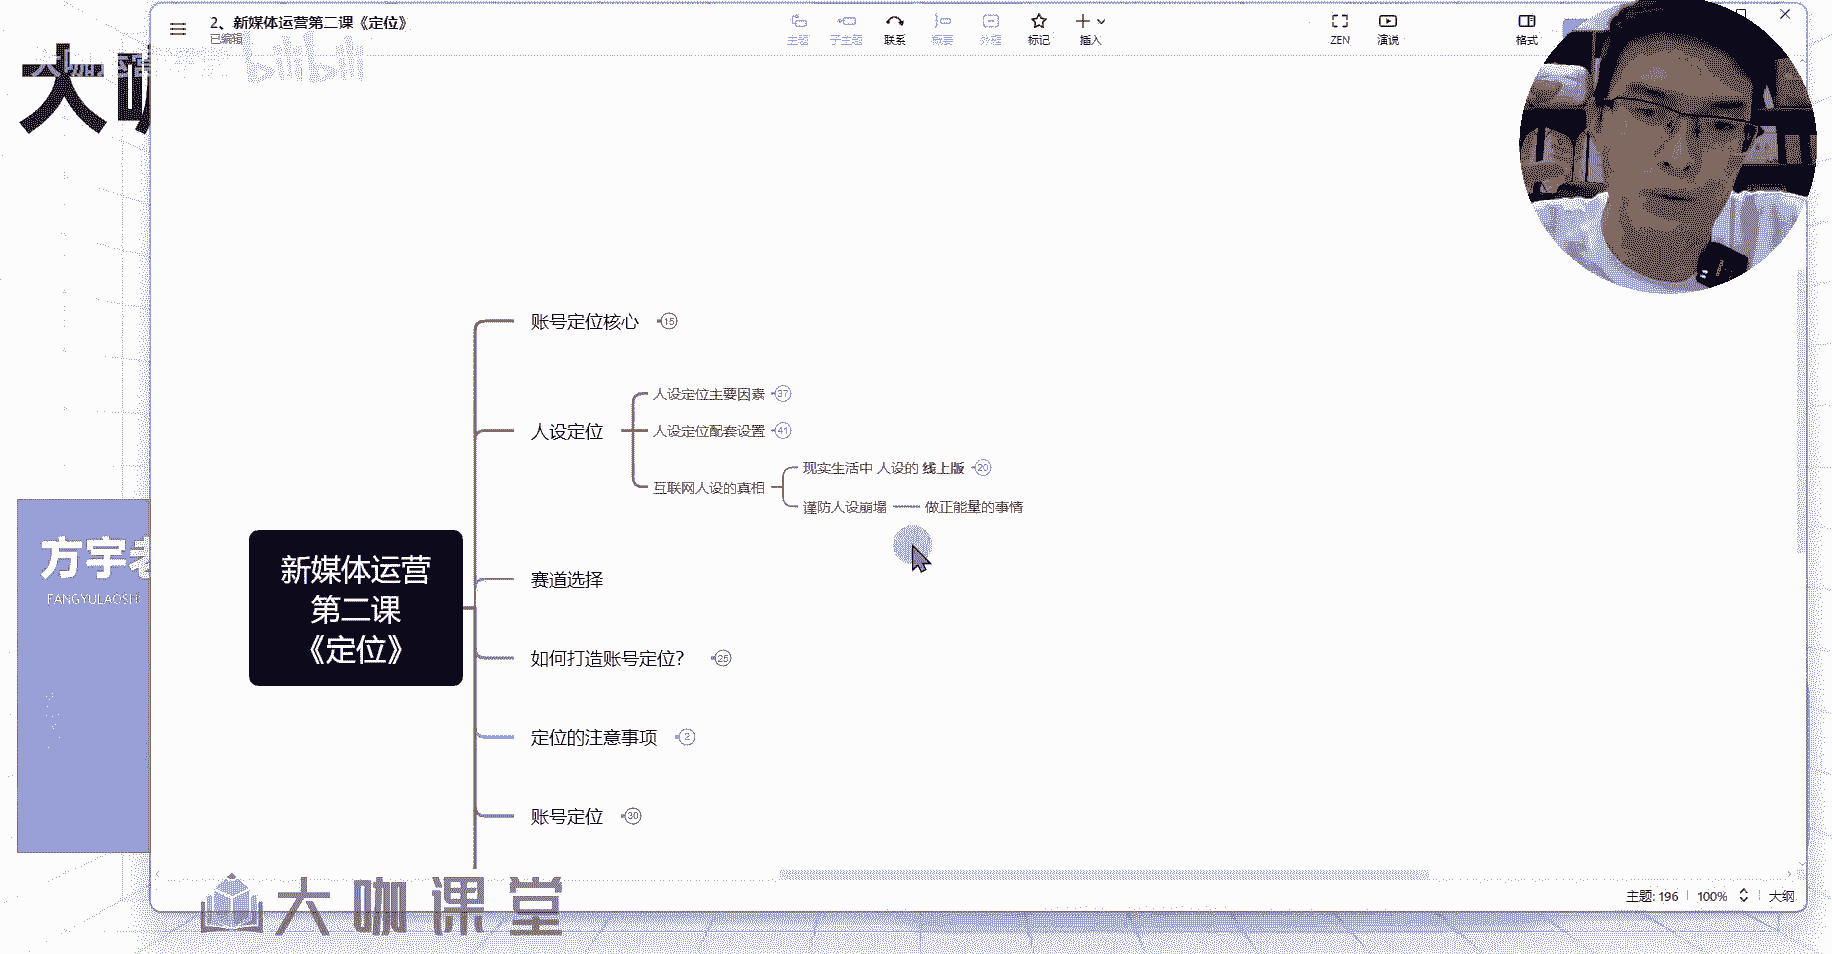 2、新媒体运营第二课《定位》
已编辑
主题
子主题
联系
概要
外框
标记
插入
ZEN
演说
格式
bilibili
大咖
账号定位核心 15
人设定位主要因素 37
人设定位
人设定位配套设置 41
现实生活中 人设的 线上版 20
互联网人设的真相
谨防人设崩塌
做正能量的事情
新媒体运营
第二课
《定位》
赛道选择
如何打造账号定位? 25
定位的注意事项 2
账号定位 30
方宇老
FANGYULAOSHI
大咖课堂
主题: 196
100%
大纲